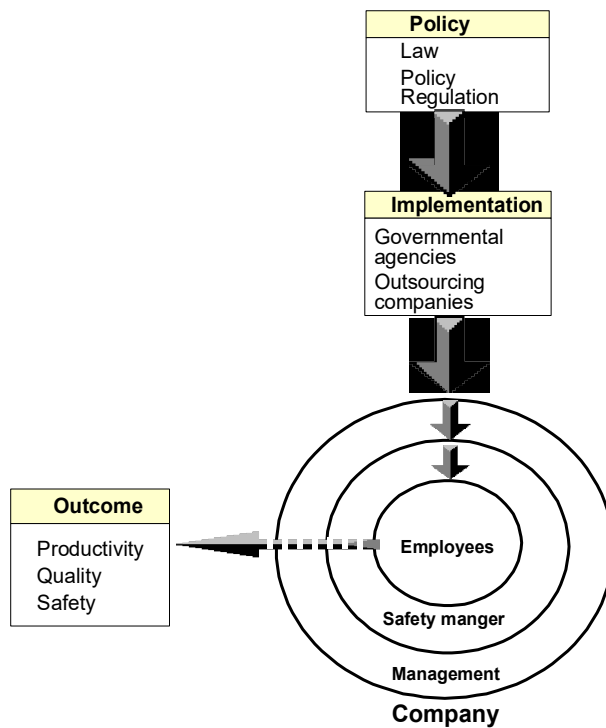 Policy
Law
Policy
Regulation
Implementation
Governmental
agencies
Outsourcing
companies
Outcome
Productivity
Quality
Safety
Employees
Safety manger
Management
Company